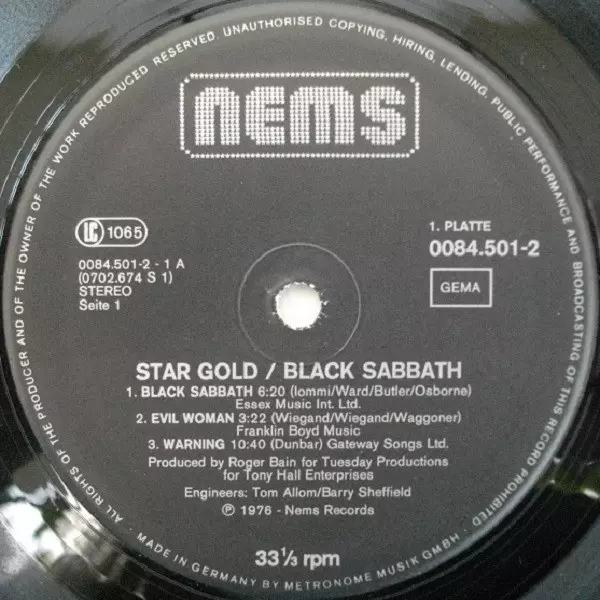 ALL RIGHTS OF THE PRODUCER AND OF THE OWNER OF THE WORK REPRODUCED RESERVED. UNAUTHORISED COPYING, HIRING, LENDING, PUBLIC PERFORMANCE AND BROADCASTING OF THIS RECORD PROHIBITED ·
nems
LC 1065
0084.501-2 - 1 A
(0702.674 S 1)
STEREO
Seite 1
1. PLATTE
0084.501-2
GEMA
STAR GOLD / BLACK SABBATH
1. BLACK SABBATH 6:20 (Iommi/Ward/Butler/Osborne)
Essex Music Int. Ltd.
2. EVIL WOMAN 3:22 (Wiegand/Wiegand/Waggoner)
Franklin Boyd Music
3. WARNING 10:40 (Dunbar) Gateway Songs Ltd.
Produced by Roger Bain for Tuesday Productions
for Tony Hall Enterprises
Engineers: Tom Allom/Barry Sheffield
℗ 1976 - Nems Records
33⅓ rpm
MADE IN GERMANY BY METRONOME MUSIK GMBH ·